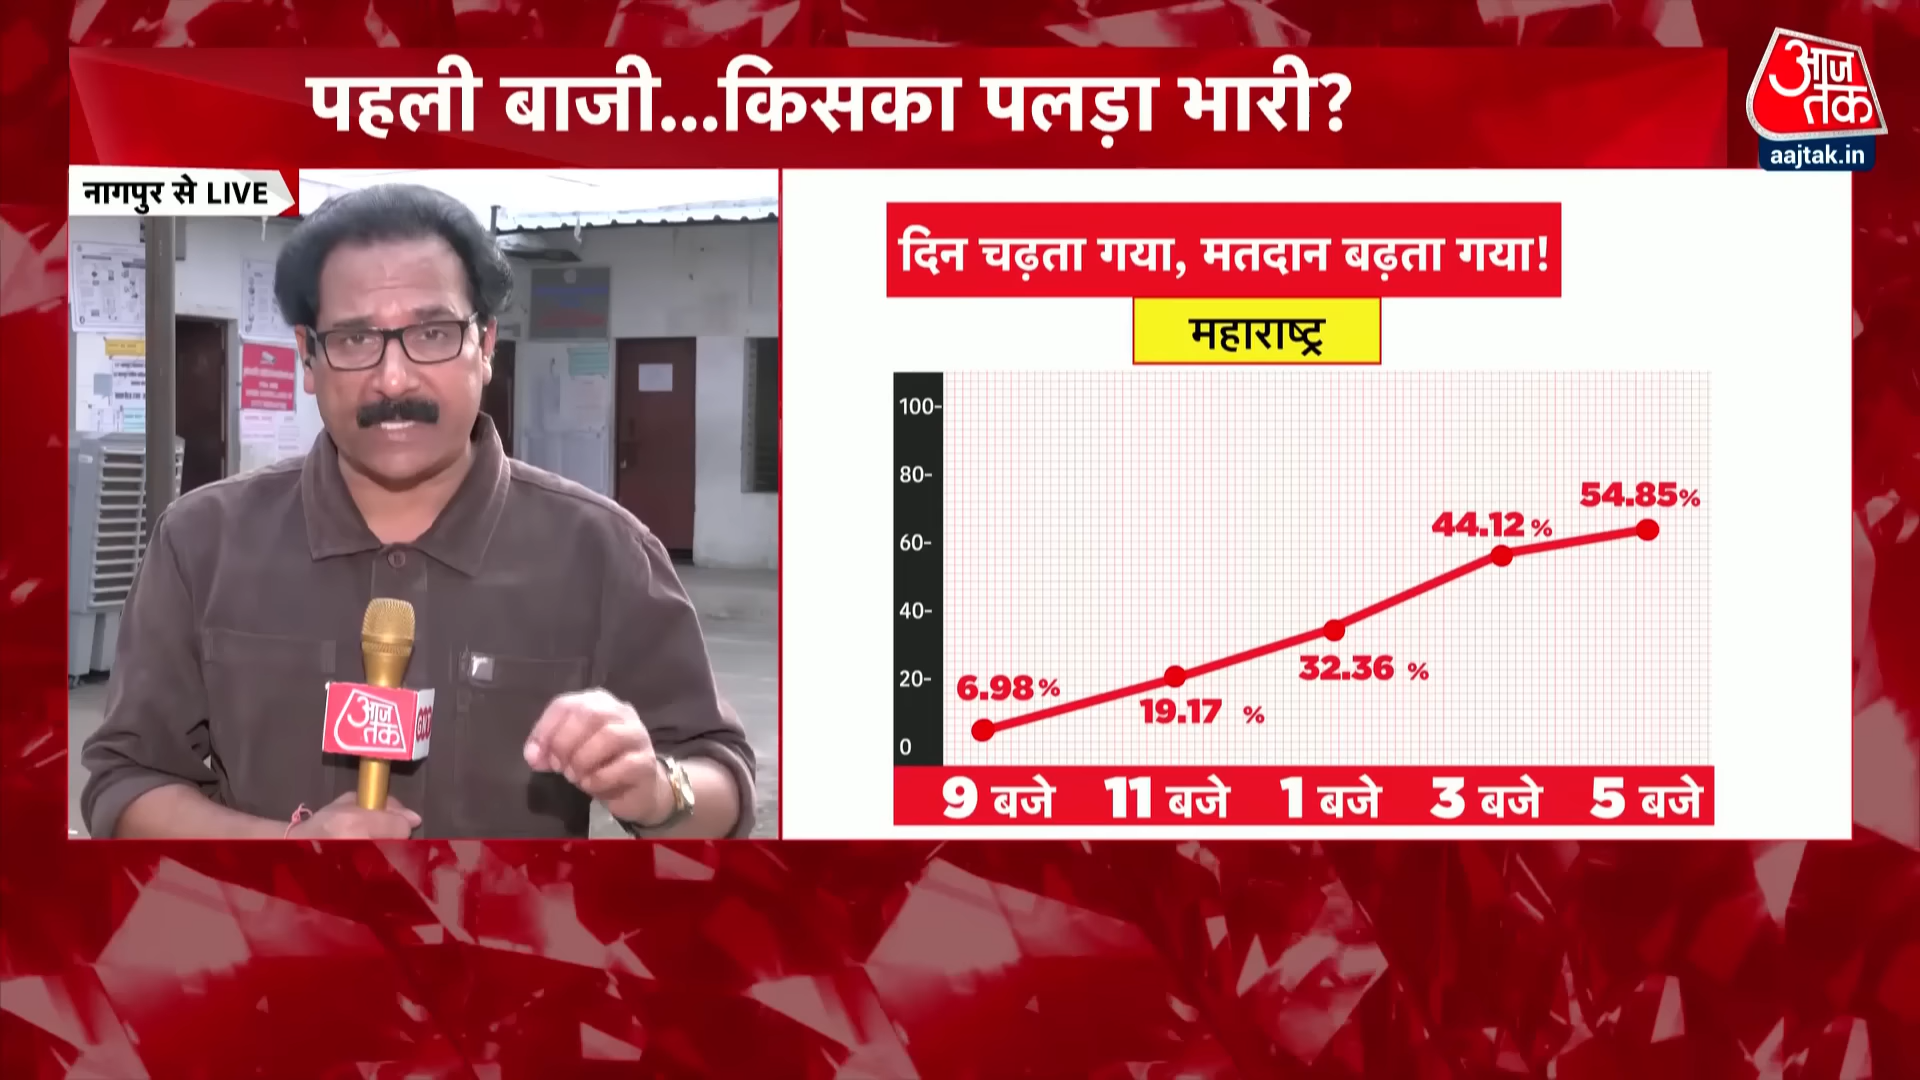 पहली बाजी...किसका पलड़ा भारी?
आज
तक
aajtak.in
नागपुर से LIVE
दिन चढ़ता गया, मतदान बढ़ता गया!
महाराष्ट्र
100-
80-
60-
40-
20-
0
6.98%
19.17 %
32.36 %
44.12 %
54.85%
9 बजे 11 बजे 1 बजे 3 बजे 5 बजे
आज
तक